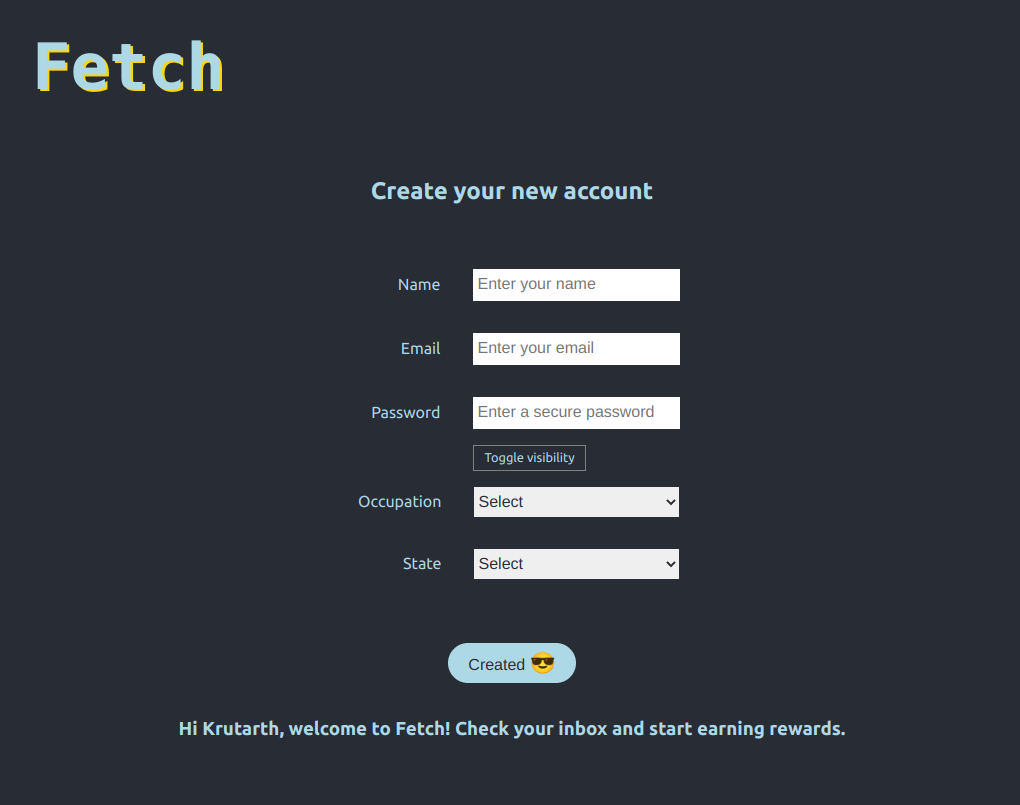 Fetch
Create your new account
Name Enter your name
Email Enter your email
Password Enter a secure password
Toggle visibility
Occupation Select
State Select
Created 😎
Hi Krutarth, welcome to Fetch! Check your inbox and start earning rewards.